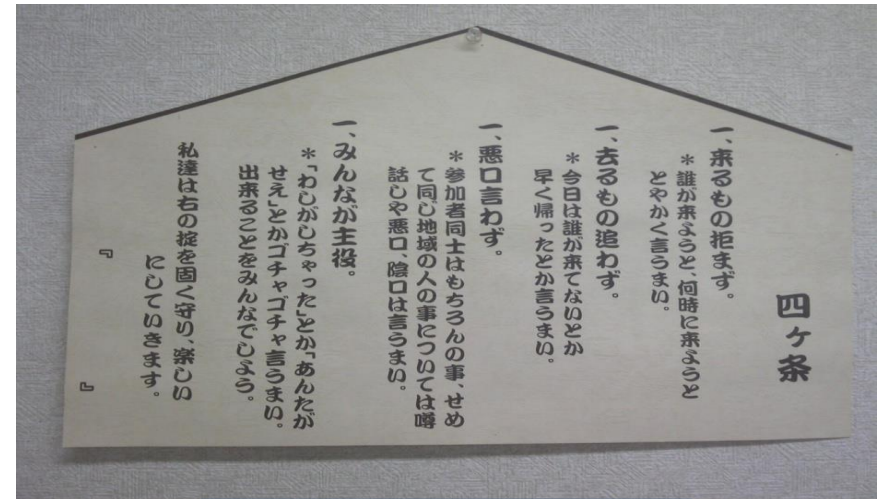 四ヶ条
一、来るもの拒まず。
＊誰が来ようと、何時に来ようと
とやかく言うまい。
一、去るもの追わず。
＊今日は誰が来てないとか
早く帰ったとか言うまい。
一、悪口言わず。
＊参加者同士はもちろんの事、せめ
て同じ地域の人の事については噂
話しや悪口、陰口は言うまい。
一、みんなが主役。
＊「わしがしちゃった」とか「あんたが
せえ」とかゴチャゴチャ言うまい。
出来ることをみんなでしよう。
私達は右の掟を固く守り、楽しい
『　　　　』
にしていきます。